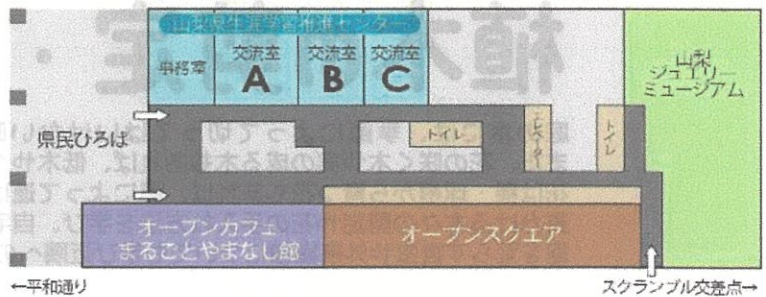 山梨県生涯学習推進センター
事務室
交流室
A
交流室
B
交流室
C
山梨
ジュエリー
ミュージアム
県民ひろば
トイレ
エレベーター
トイレ
オープンカフェ
まるごとやまなし館
オープンスクエア
←平和通り
スクランブル交差点→